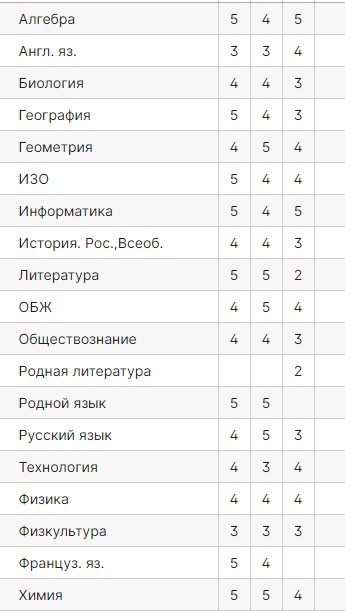 Алгебра 5 4 5
Англ. яз. 3 3 4
Биология 4 4 3
География 5 4 3
Геометрия 4 5 4
ИЗО 5 4 4
Информатика 5 4 5
История. Рос.,Всеоб. 4 4 3
Литература 5 5 2
ОБЖ 4 5 4
Обществознание 4 4 3
Родная литература 2
Родной язык 5 5
Русский язык 4 5 3
Технология 4 3 4
Физика 4 4 4
Физкультура 3 3 3
Француз. яз. 5 4
Химия 5 5 4